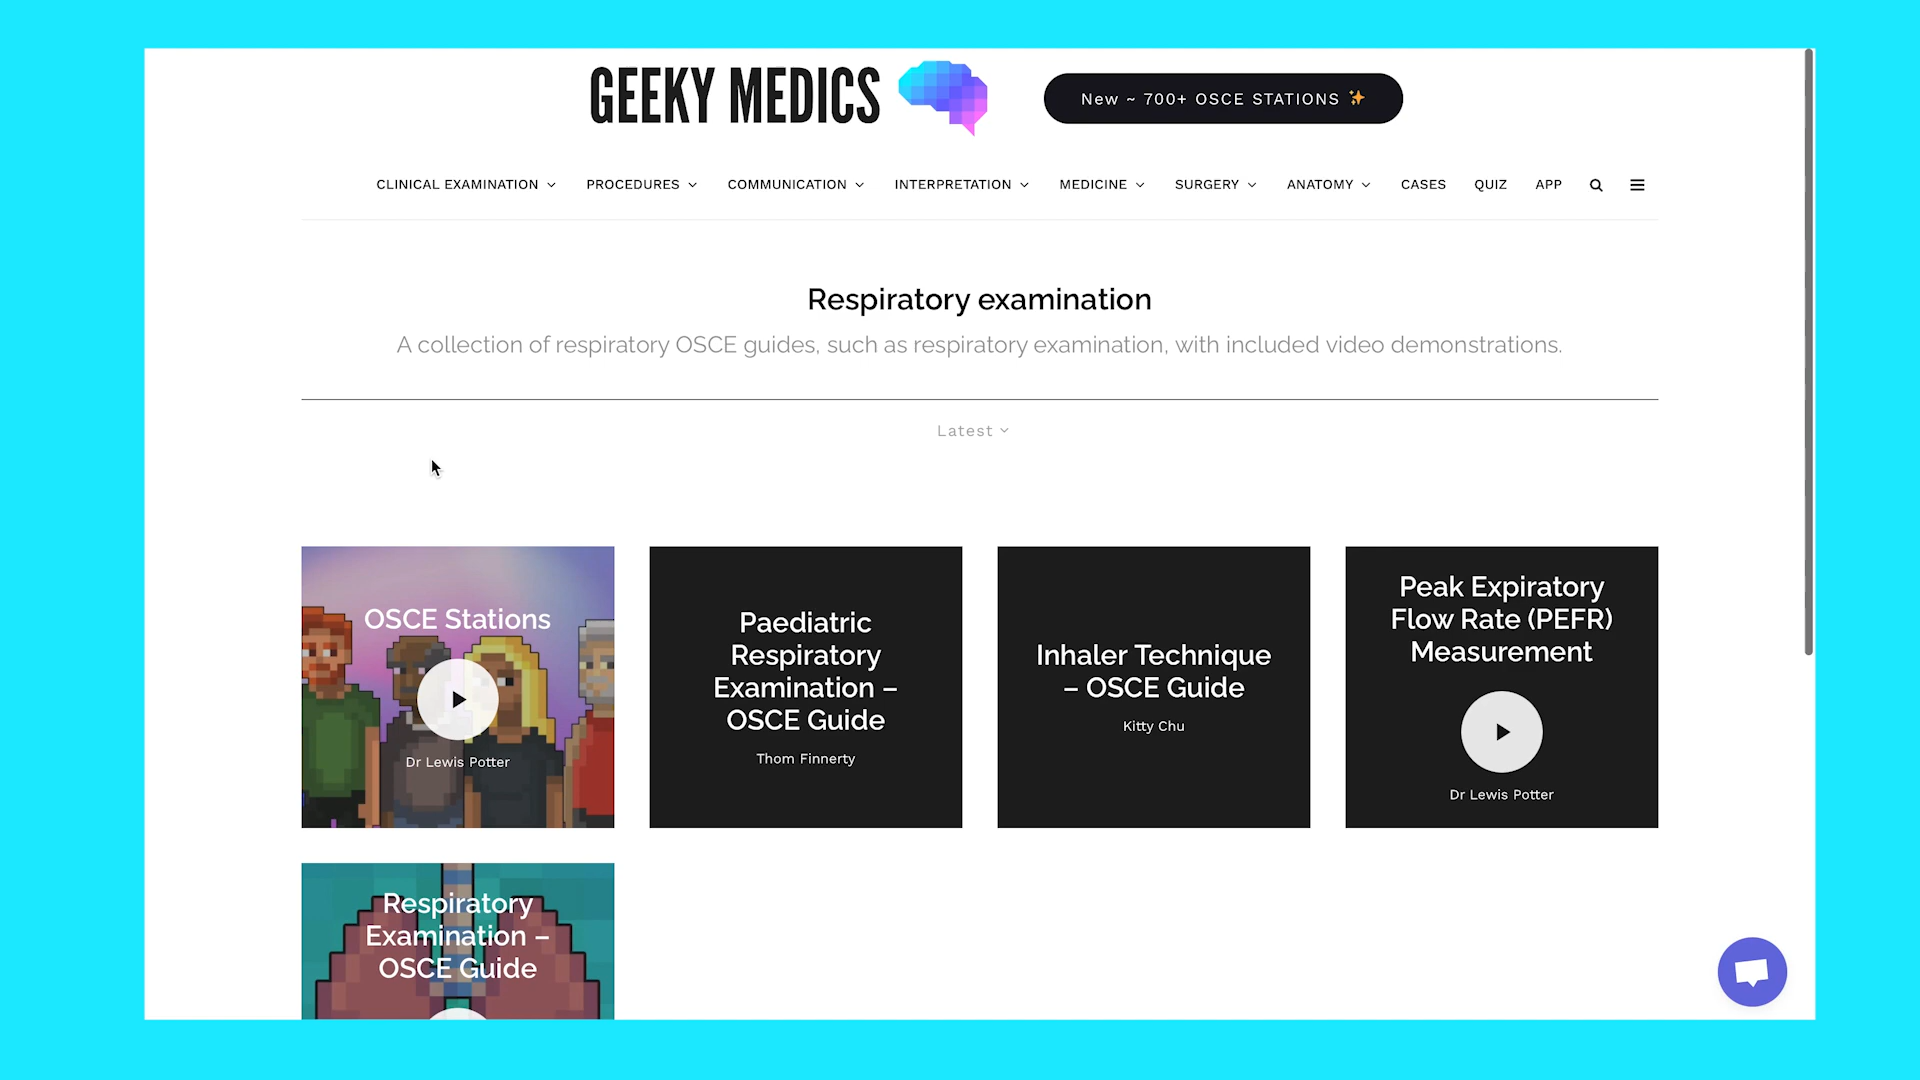 GEEKY MEDICS
New ~ 700+ OSCE STATIONS ✨
CLINICAL EXAMINATION PROCEDURES COMMUNICATION INTERPRETATION MEDICINE SURGERY ANATOMY CASES QUIZ APP
Respiratory examination
A collection of respiratory OSCE guides, such as respiratory examination, with included video demonstrations.
Latest
OSCE Stations
Dr Lewis Potter
Paediatric
Respiratory
Examination –
OSCE Guide
Thom Finnerty
Inhaler Technique
– OSCE Guide
Kitty Chu
Peak Expiratory
Flow Rate (PEFR)
Measurement
Dr Lewis Potter
Respiratory
Examination –
OSCE Guide